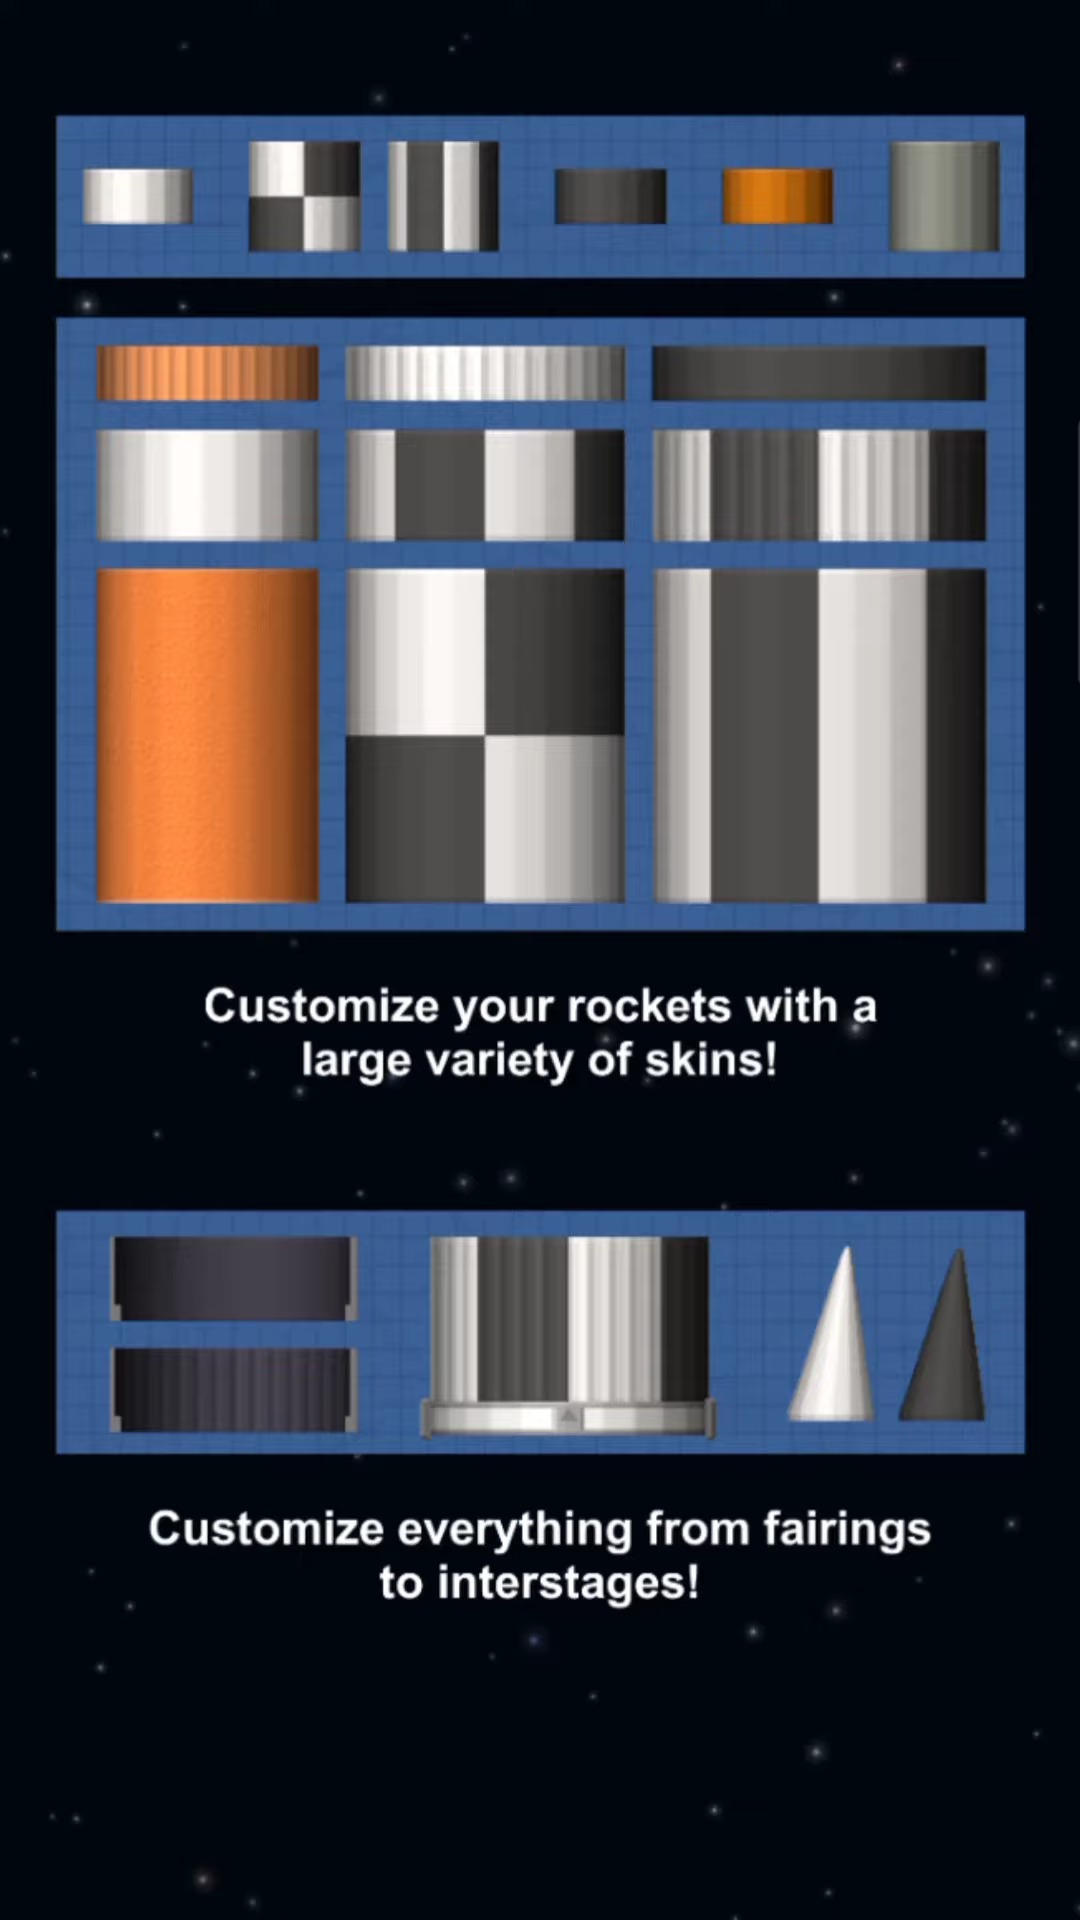 Customize your rockets with a
large variety of skins!
Customize everything from fairings
to interstages!